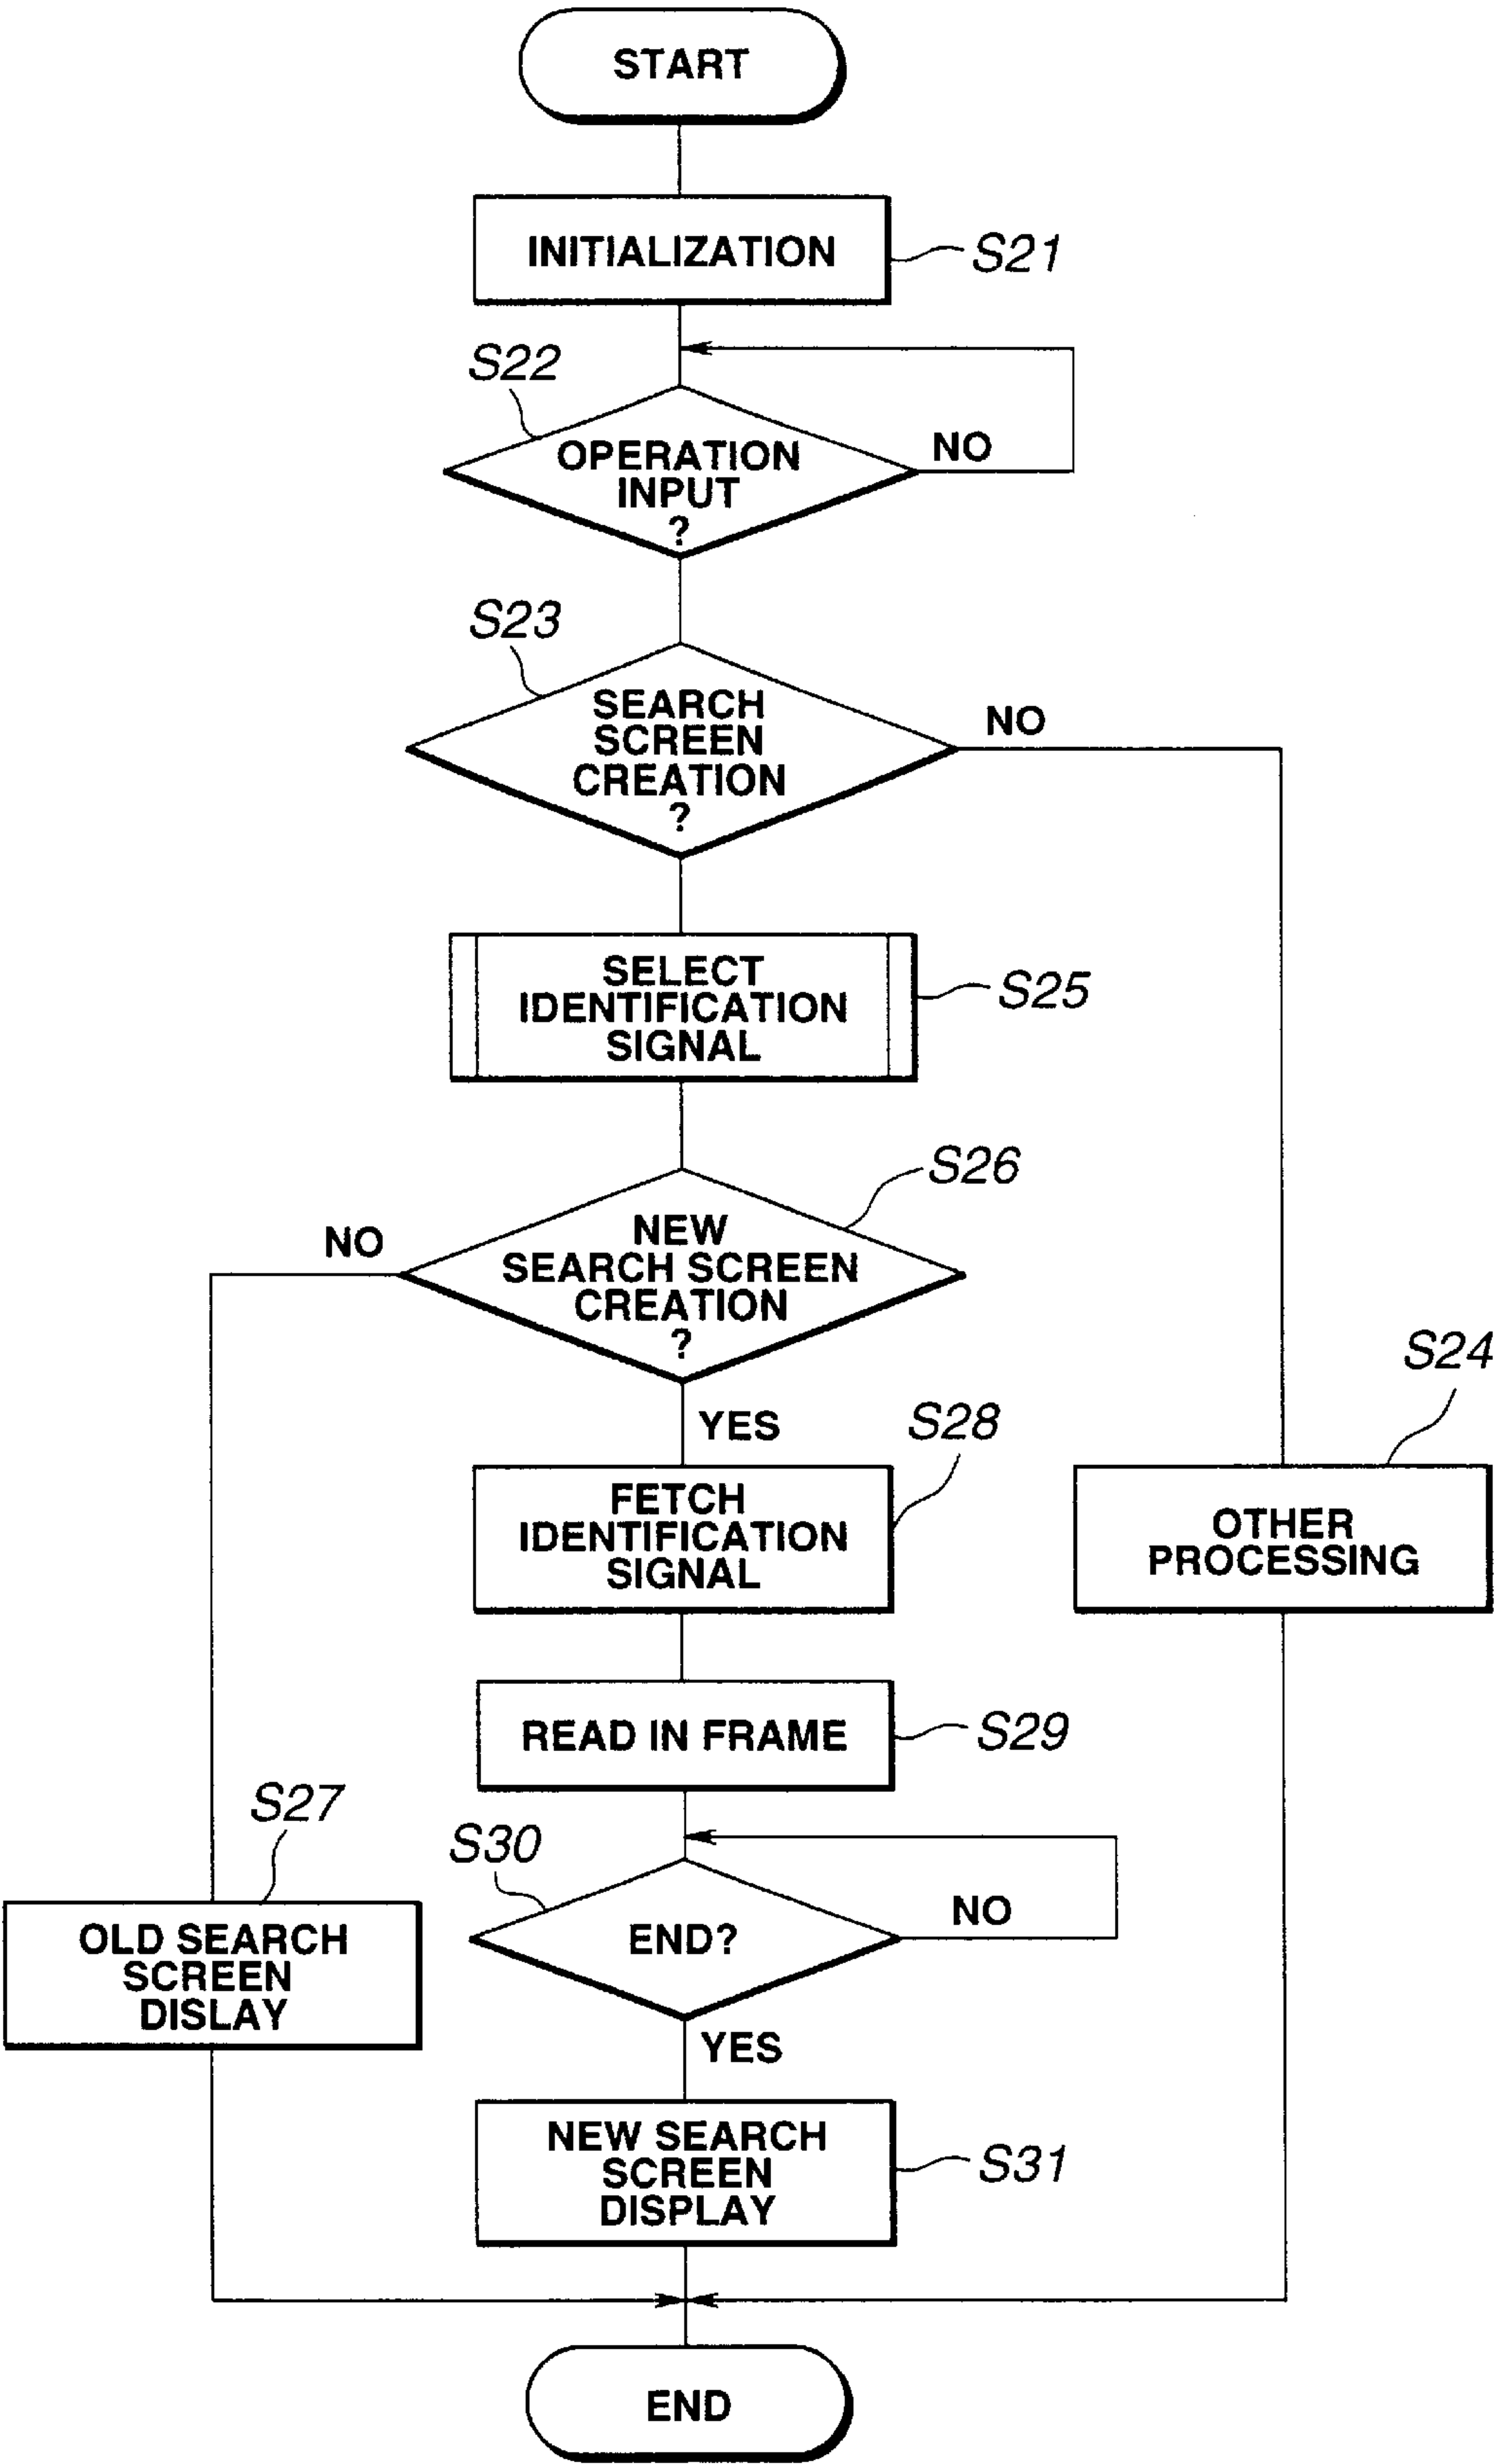 START
INITIALIZATION
S21
S22
OPERATION
INPUT
?
NO
S23
SEARCH
SCREEN
CREATION
?
NO
SELECT
IDENTIFICATION
SIGNAL
S25
S26
NO
NEW
SEARCH SCREEN
CREATION
?
YES
S28
S24
FETCH
IDENTIFICATION
SIGNAL
OTHER
PROCESSING
READ IN FRAME
S29
S27
S30
END?
NO
OLD SEARCH
SCREEN
DISLAY
YES
NEW SEARCH
SCREEN
DISPLAY
S31
END